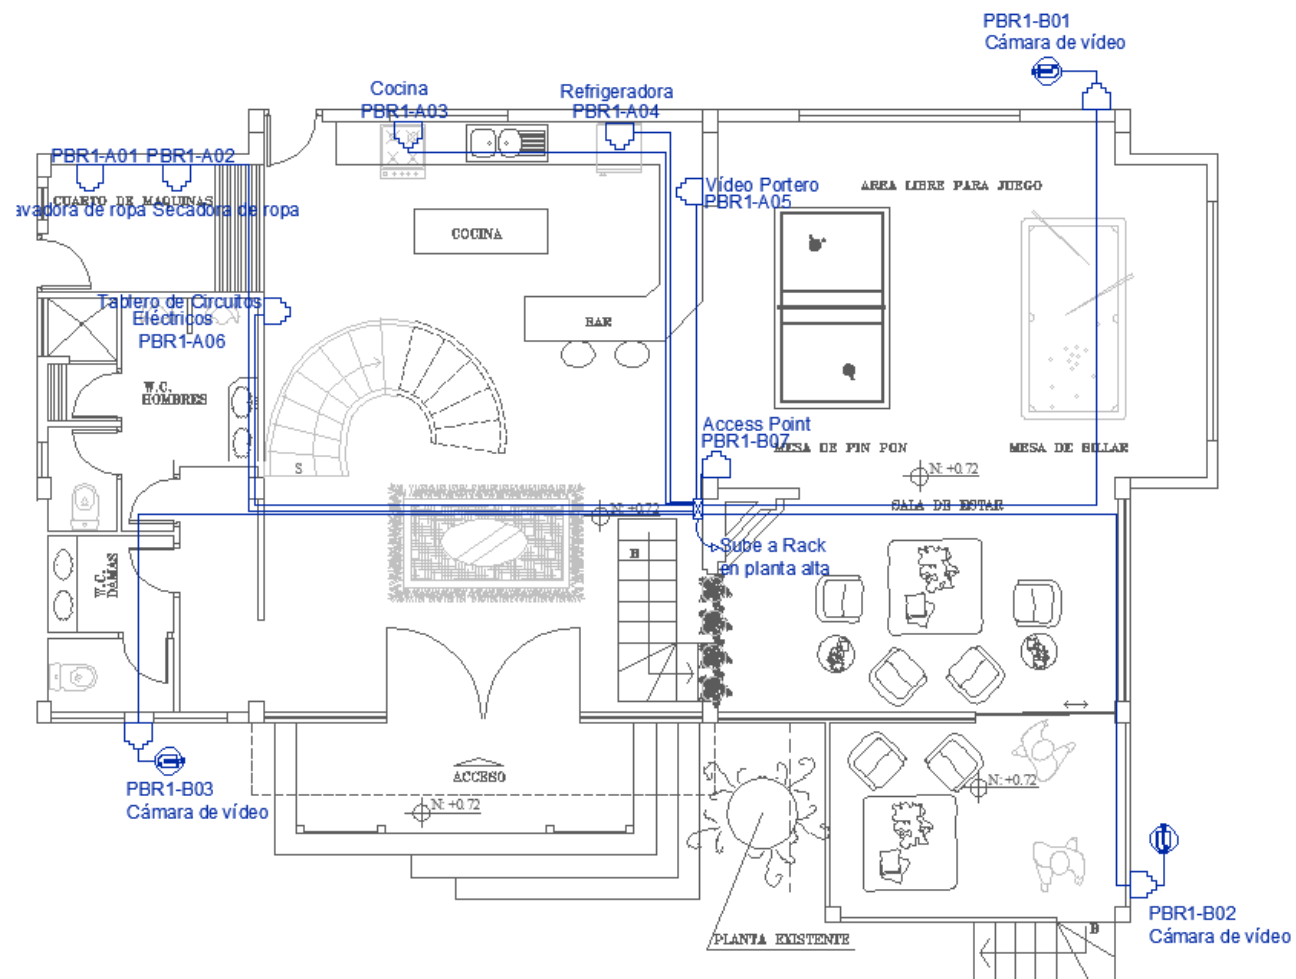 PBR1-B01
Cámara de vídeo
Cocina
PBR1-A03
Refrigeradora
PBR1-A04
PBR1-A01 PBR1-A02
CUARTO DE MAQUINAS
avadora de ropa Secadora de ropa
Vídeo Portero
PBR1-A05
AREA LIBRE PARA JUEGO
COCINA
Tablero de Circuitos
Eléctricos
PBR1-A06
BAR
W.C.
HOMBRES
Access Point
PBR1-B07
MESA DE PIN PON
MESA DE BILLAR
S
N: +0.72
N: +0.72
SALA DE ESTAR
B
Sube a Rack
en planta alta
W.C.
DAMAS
ACCESO
N: +0.72
N: +0.72
PBR1-B03
Cámara de vídeo
PLANTA EXISTENTE
B
PBR1-B02
Cámara de vídeo